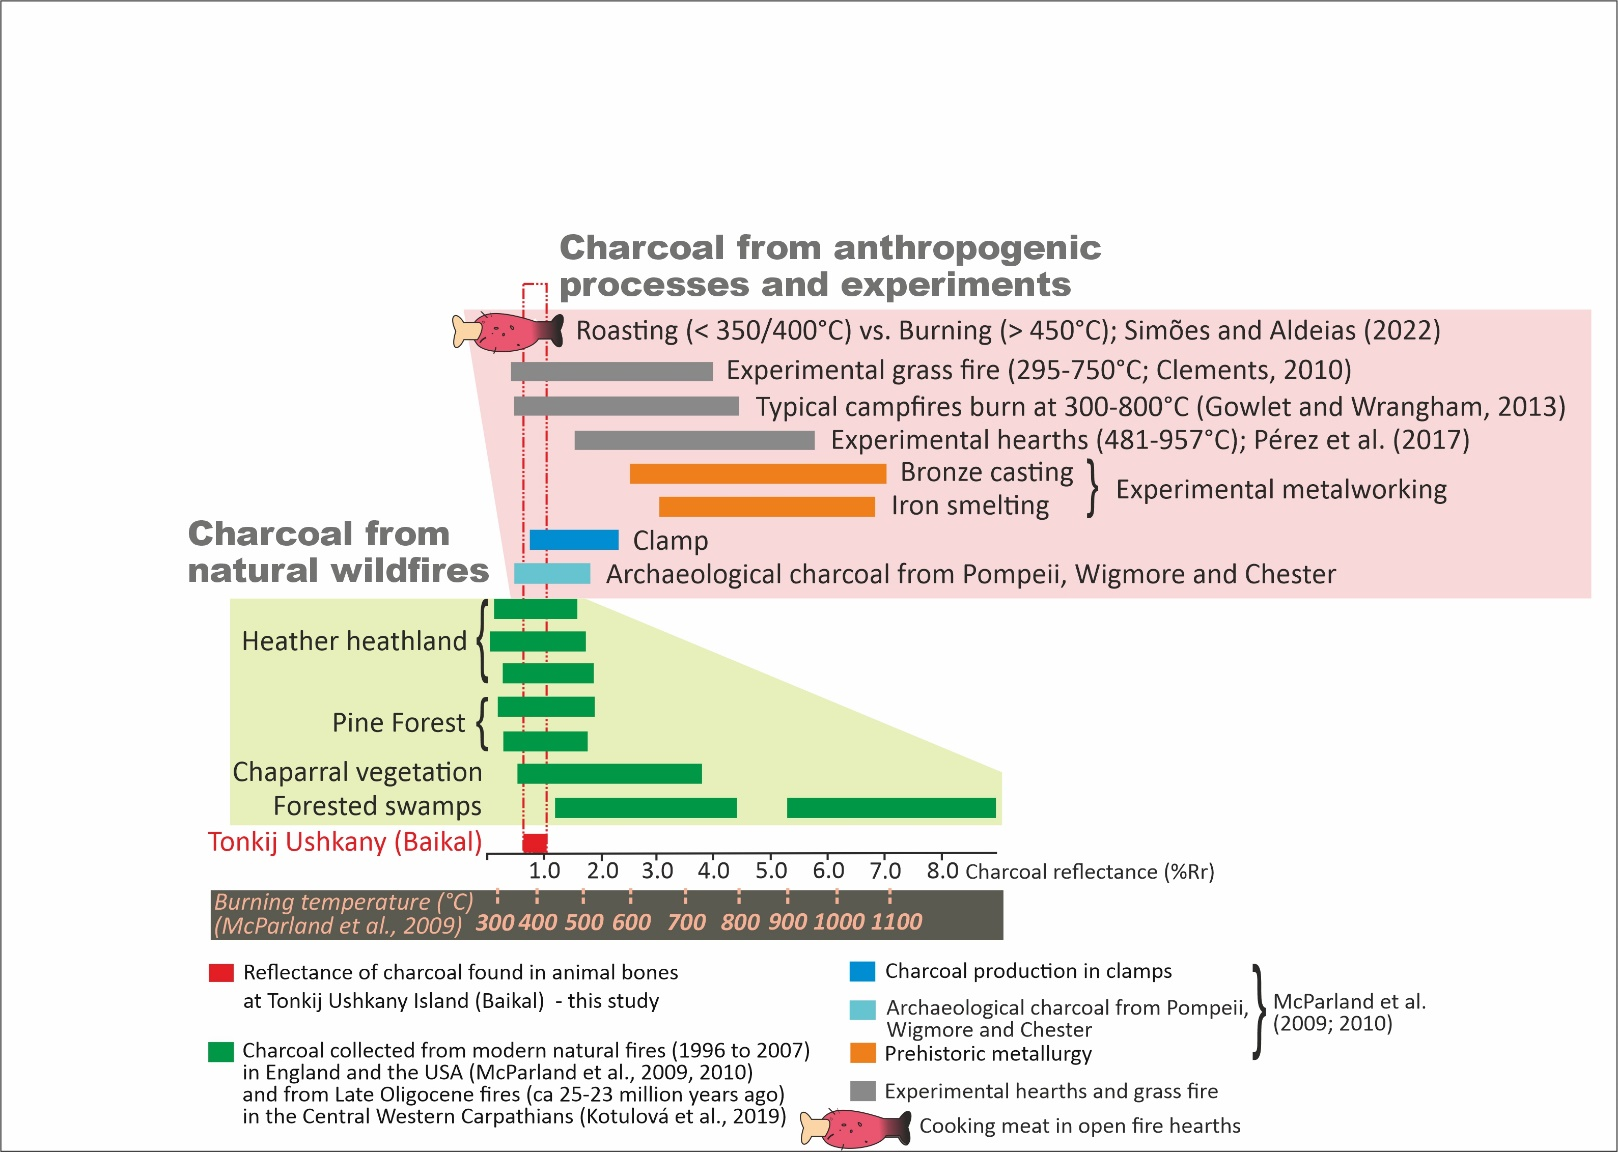 Charcoal from anthropogenic
processes and experiments
Roasting (< 350/400°C) vs. Burning (> 450°C); Simões and Aldeias (2022)
Experimental grass fire (295-750°C; Clements, 2010)
Typical campfires burn at 300-800°C (Gowlet and Wrangham, 2013)
Experimental hearths (481-957°C); Pérez et al. (2017)
Bronze casting
Iron smelting
} Experimental metalworking
Clamp
Archaeological charcoal from Pompeii, Wigmore and Chester
Charcoal from
natural wildfires
Heather heathland {
Pine Forest {
Chaparral vegetation
Forested swamps
Tonkij Ushkany (Baikal)
1.0 2.0 3.0 4.0 5.0 6.0 7.0 8.0 Charcoal reflectance (%Rr)
Burning temperature (°C)
(McParland et al., 2009) 300 400 500 600 700 800 900 1000 1100
Reflectance of charcoal found in animal bones
at Tonkij Ushkany Island (Baikal) - this study
Charcoal collected from modern natural fires (1996 to 2007)
in England and the USA (McParland et al., 2009, 2010)
and from Late Oligocene fires (ca 25-23 million years ago)
in the Central Western Carpathians (Kotulová et al., 2019)
Charcoal production in clamps
Archaeological charcoal from Pompeii,
Wigmore and Chester
Prehistoric metallurgy
} McParland et al.
(2009; 2010)
Experimental hearths and grass fire
Cooking meat in open fire hearths